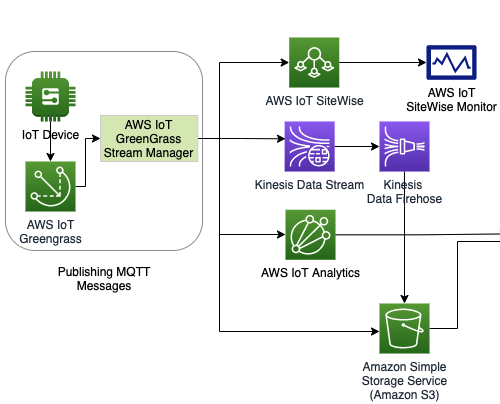 IoT Device
AWS IoT
Greengrass
AWS IoT
GreenGrass
Stream Manager
Publishing MQTT
Messages
AWS IoT SiteWise
AWS IoT
SiteWise Monitor
Kinesis Data Stream
Kinesis
Data Firehose
AWS IoT Analytics
Amazon Simple
Storage Service
(Amazon S3)